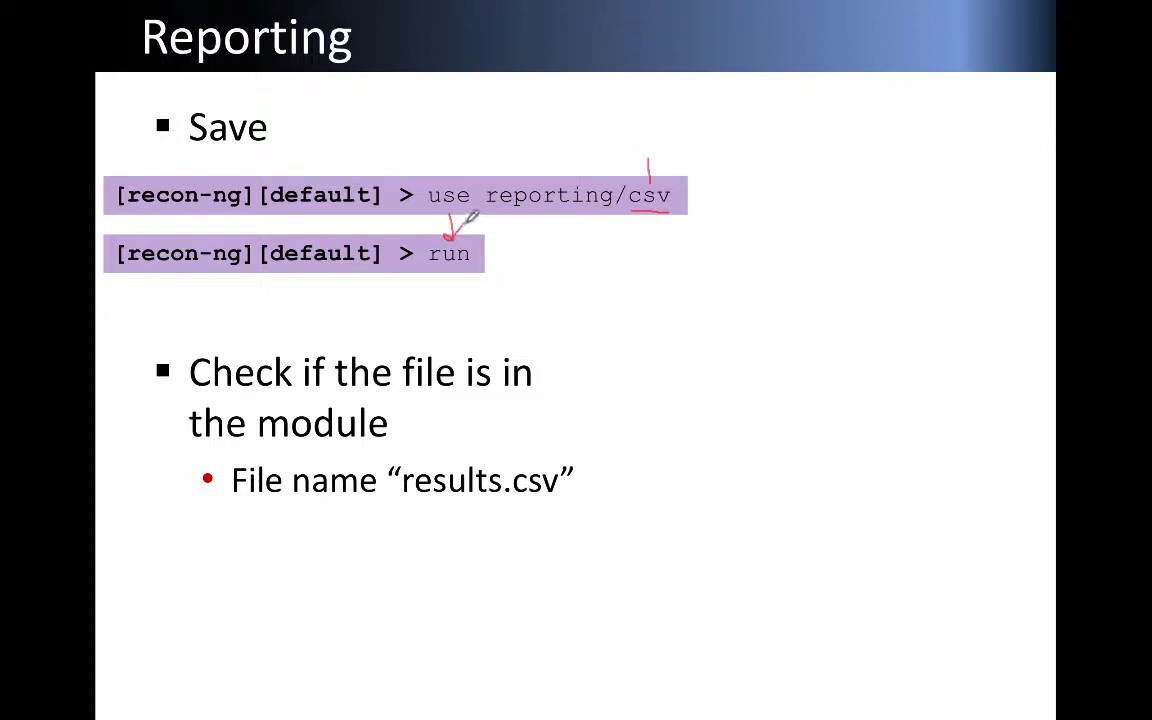 Reporting
Save
[recon-ng][default] > use reporting/csv
[recon-ng][default] > run
Check if the file is in
the module
File name “results.csv”